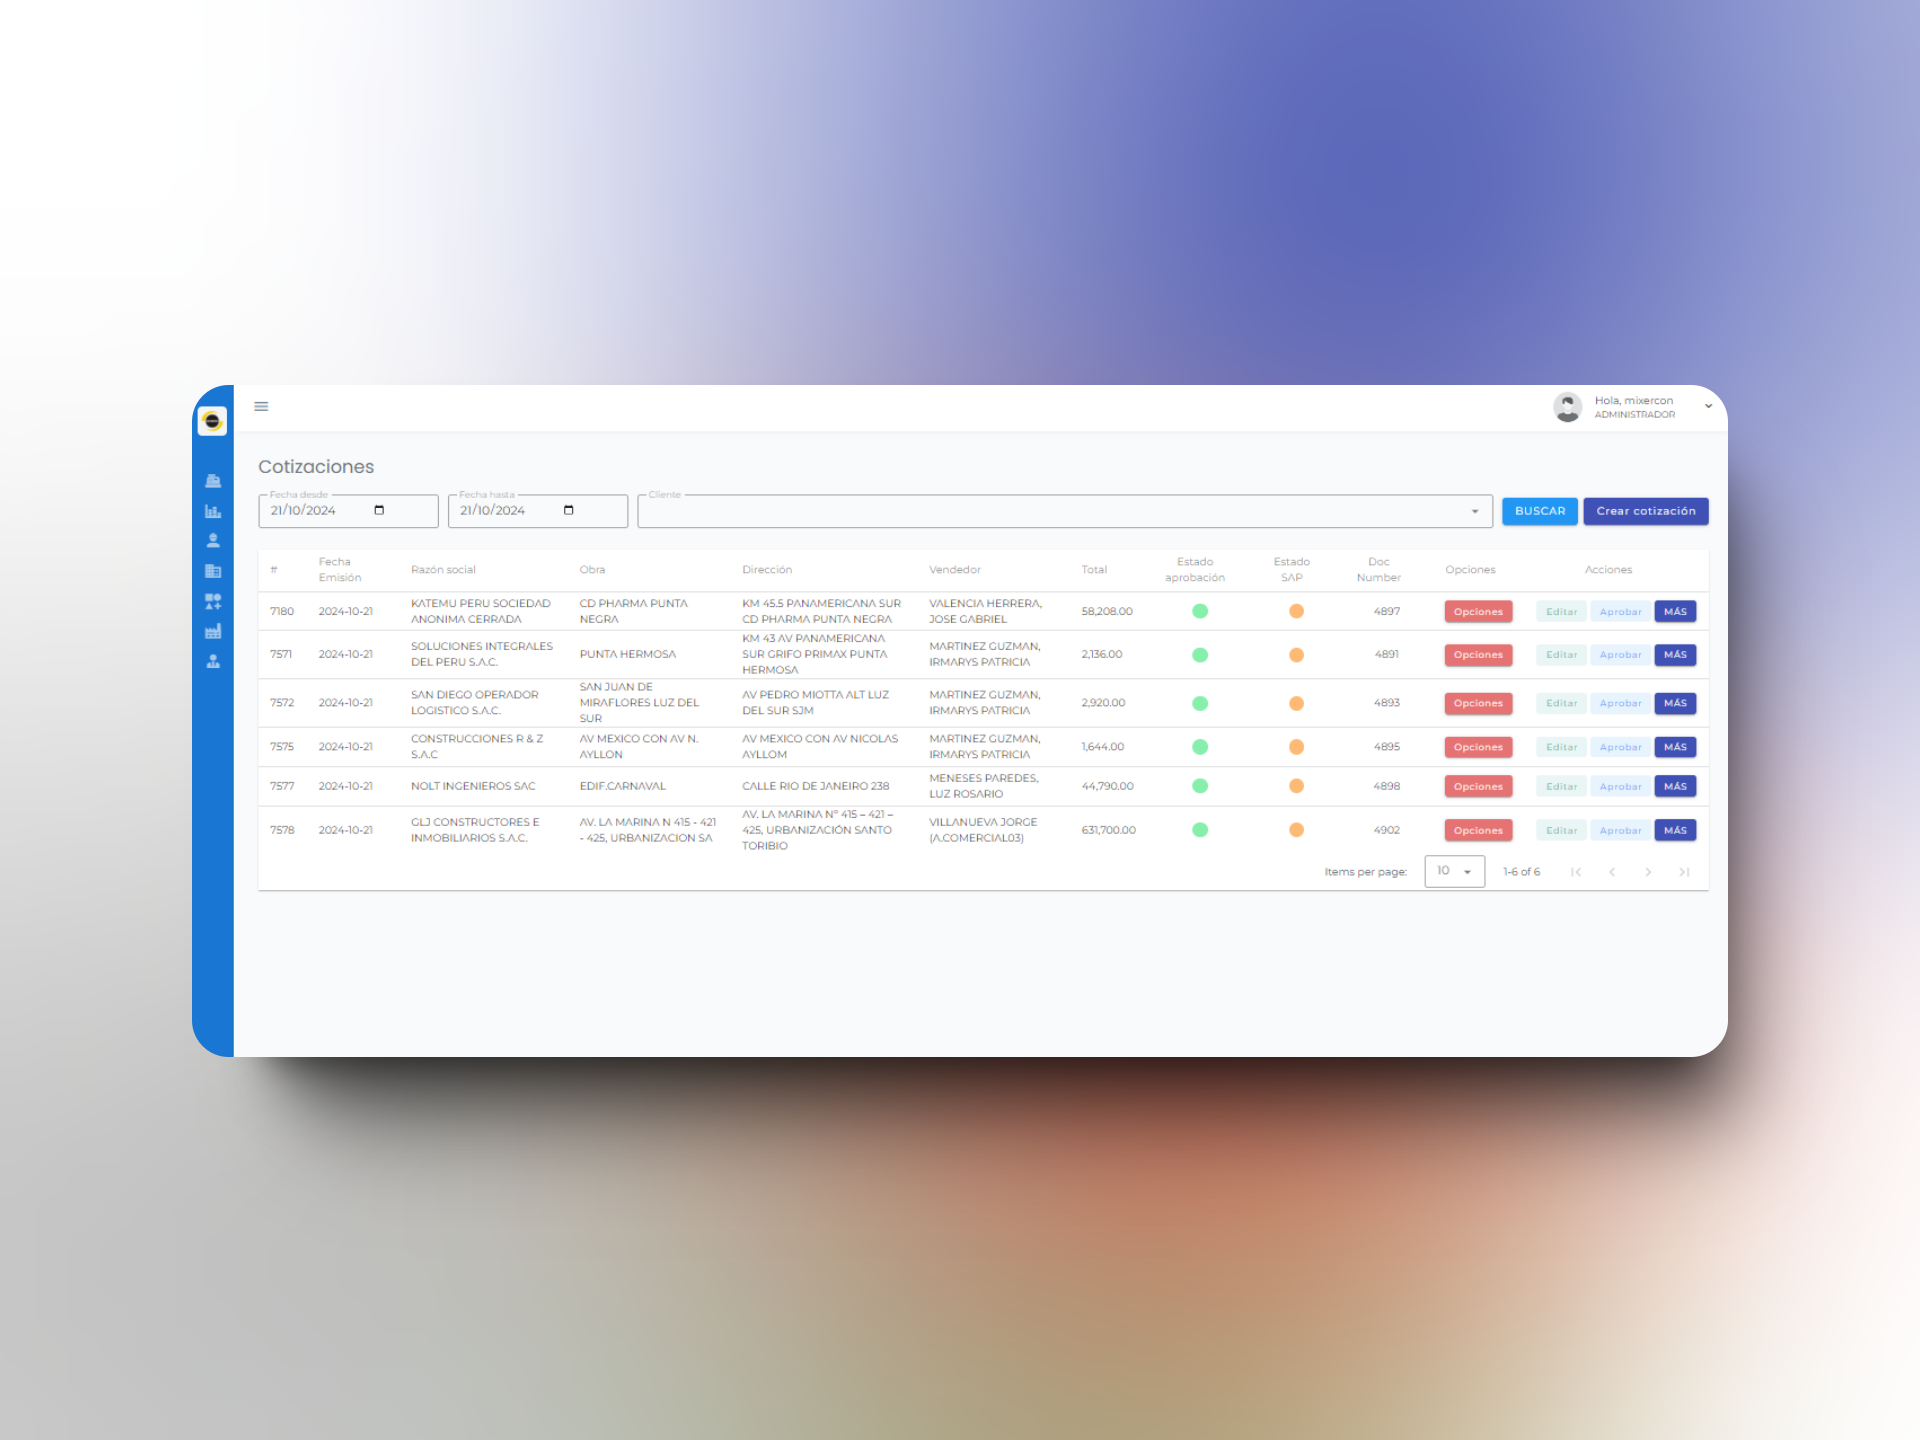 Hola, mixercon
ADMINISTRADOR
Cotizaciones
Fecha desde
21/10/2024
Fecha hasta
21/10/2024
Cliente
BUSCAR
Crear cotización
#
Fecha
Emisión
Razón social
Obra
Dirección
Vendedor
Total
Estado
aprobación
Estado
SAP
Doc
Number
Opciones
Acciones
7180
2024-10-21
KATEMU PERU SOCIEDAD
ANONIMA CERRADA
CD PHARMA PUNTA
NEGRA
KM 45.5 PANAMERICANA SUR
CD PHARMA PUNTA NEGRA
VALENCIA HERRERA,
JOSE GABRIEL
58,208.00
4897
Opciones
Editar
Aprobar
MÁS
7571
2024-10-21
SOLUCIONES INTEGRALES
DEL PERU S.A.C.
PUNTA HERMOSA
KM 43 AV PANAMERICANA
SUR GRIFO PRIMAX PUNTA
HERMOSA
MARTINEZ GUZMAN,
IRMARYS PATRICIA
2,136.00
4891
Opciones
Editar
Aprobar
MÁS
7572
2024-10-21
SAN DIEGO OPERADOR
LOGISTICO S.A.C.
SAN JUAN DE
MIRAFLORES LUZ DEL
SUR
AV PEDRO MIOTTA ALT LUZ
DEL SUR SJM
MARTINEZ GUZMAN,
IRMARYS PATRICIA
2,920.00
4893
Opciones
Editar
Aprobar
MÁS
7575
2024-10-21
CONSTRUCCIONES R & Z
S.A.C
AV MEXICO CON AV N.
AYLLON
AV MEXICO CON AV NICOLAS
AYLLOM
MARTINEZ GUZMAN,
IRMARYS PATRICIA
1,644.00
4895
Opciones
Editar
Aprobar
MÁS
7577
2024-10-21
NOLT INGENIEROS SAC
EDIF.CARNAVAL
CALLE RIO DE JANEIRO 238
MENESES PAREDES,
LUZ ROSARIO
44,790.00
4898
Opciones
Editar
Aprobar
MÁS
7578
2024-10-21
GLJ CONSTRUCTORES E
INMOBILIARIOS S.A.C.
AV. LA MARINA N 415 - 421
- 425, URBANIZACION SA
AV. LA MARINA N° 415 – 421 –
425, URBANIZACIÓN SANTO
TORIBIO
VILLANUEVA JORGE
(A.COMERCIAL03)
631,700.00
4902
Opciones
Editar
Aprobar
MÁS
Items per page:
10
1-6 of 6